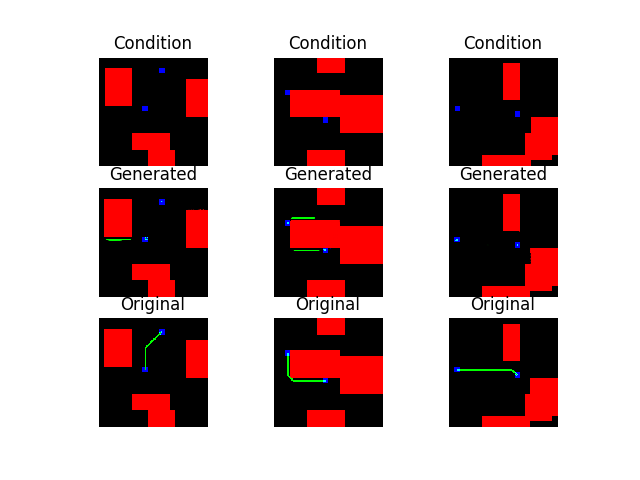 Condition
Condition
Condition
Generated
Generated
Generated
Original
Original
Original